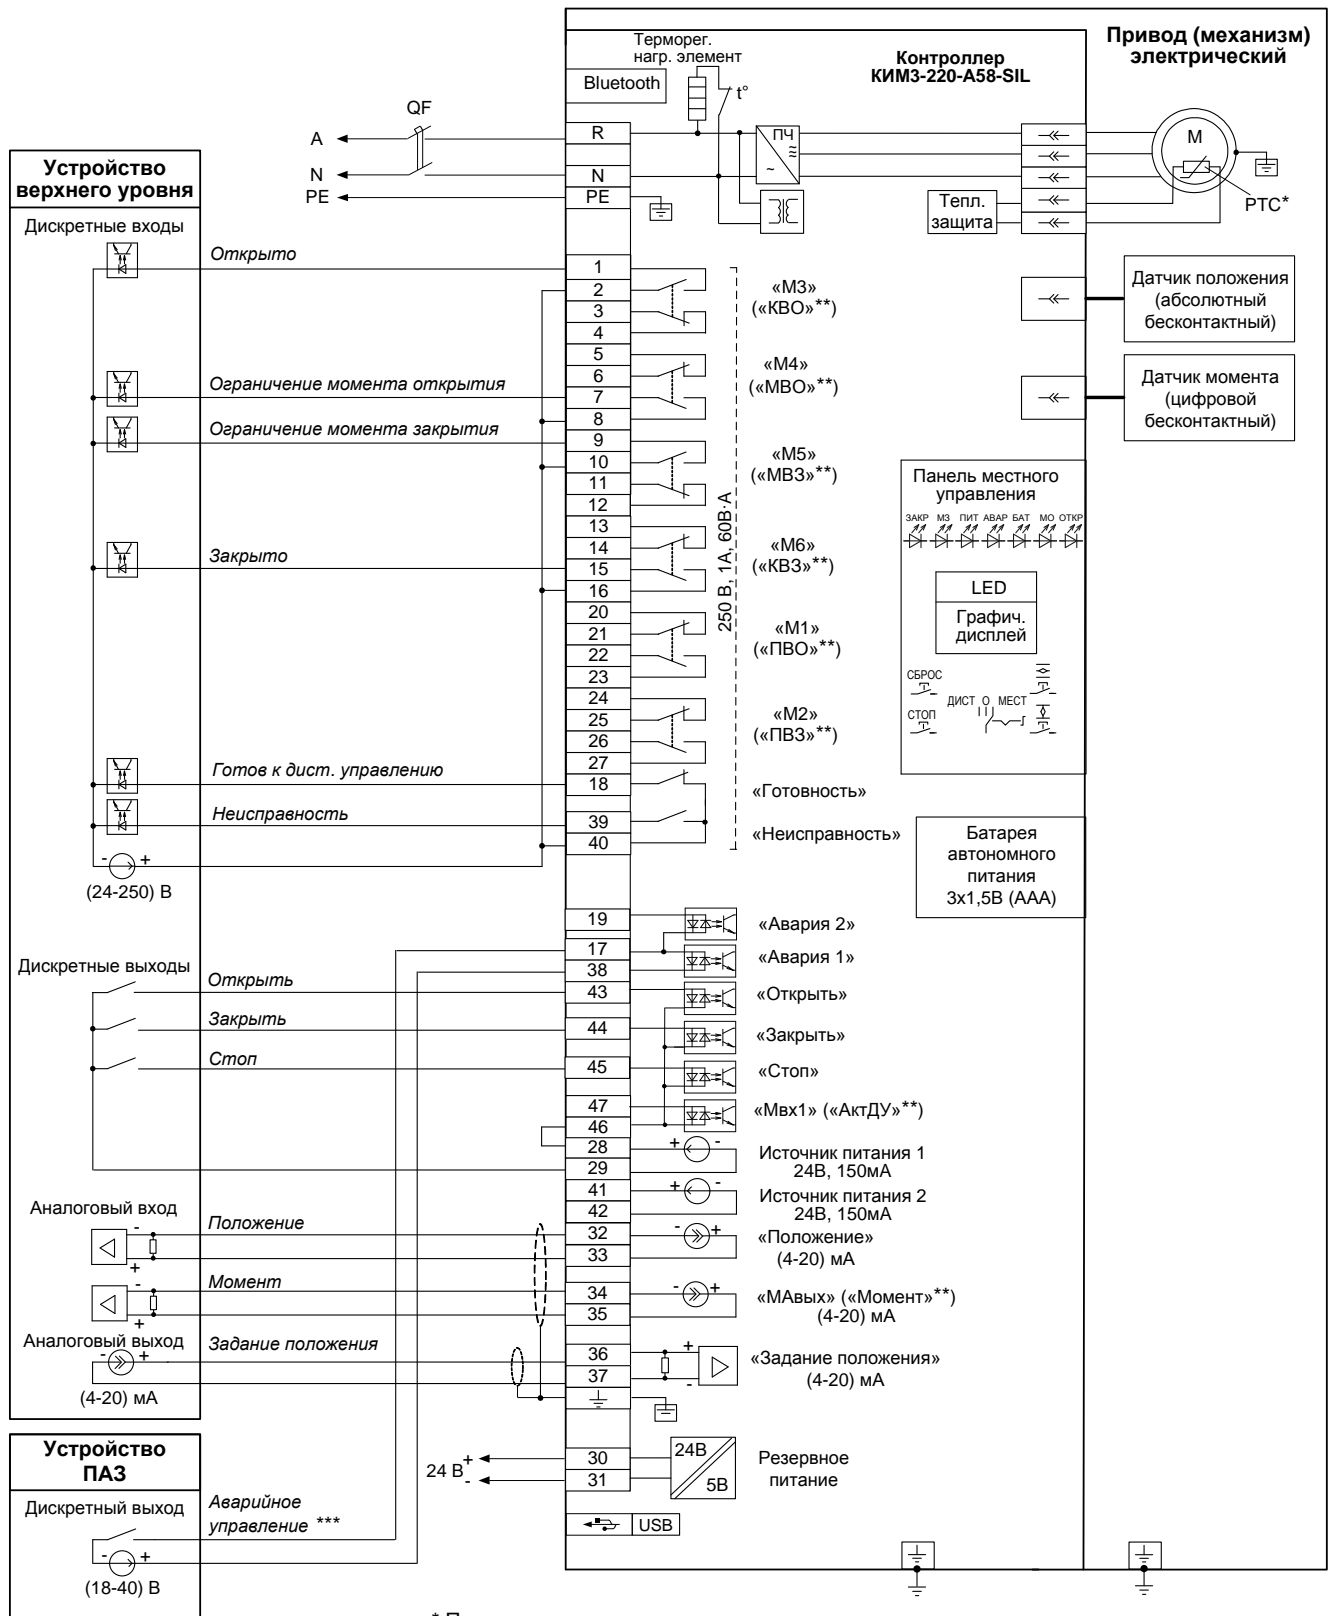 Привод (механизм)
электрический
Контроллер
КИМ3-220-А58-SIL
Терморег.
нагр. элемент
Bluetooth
t°
QF
A
N
PE
R
N
PE
ПЧ
≈
~
M
PTC*
Тепл.
защита
Устройство
верхнего уровня
Дискретные входы
Открыто
1
2
3
4
«М3»
(«КВО»**)
Датчик положения
(абсолютный
бесконтактный)
5
6
7
8
Ограничение момента открытия
«М4»
(«МВО»**)
Датчик момента
(цифровой
бесконтактный)
Ограничение момента закрытия
9
10
11
12
«М5»
(«МВЗ»**)
Панель местного
управления
ЗАКР МЗ ПИТ АВАР БАТ МО ОТКР
250 В, 1А, 60В·А
Закрыто
13
14
15
16
«М6»
(«КВЗ»**)
LED
Графич.
дисплей
20
21
22
23
«М1»
(«ПВО»**)
СБРОС
СТОП
ДИСТ О МЕСТ
24
25
26
27
«М2»
(«ПВЗ»**)
Готов к дист. управлению
18
«Готовность»
Неисправность
39
40
«Неисправность»
- +
(24-250) В
Батарея
автономного
питания
3x1,5В (ААА)
19
«Авария 2»
17
38
«Авария 1»
Дискретные выходы
Открыть
43
«Открыть»
Закрыть
44
«Закрыть»
Стоп
45
«Стоп»
47
46
«Мвх1» («АктДУ»**)
28
29
+ -
Источник питания 1
24В, 150мА
41
42
+ -
Источник питания 2
24В, 150мА
Аналоговый вход
- +
Положение
32
33
- +
«Положение»
(4-20) мА
- +
Момент
34
35
- +
«МАвых» («Момент»**)
(4-20) мА
Аналоговый выход
- +
(4-20) мА
Задание положения
36
37
+ -
«Задание положения»
(4-20) мА
24 В
+ -
30
31
24В
5В
Резервное
питание
USB
Устройство
ПАЗ
Дискретный выход
- +
(18-40) В
Аварийное
управление ***